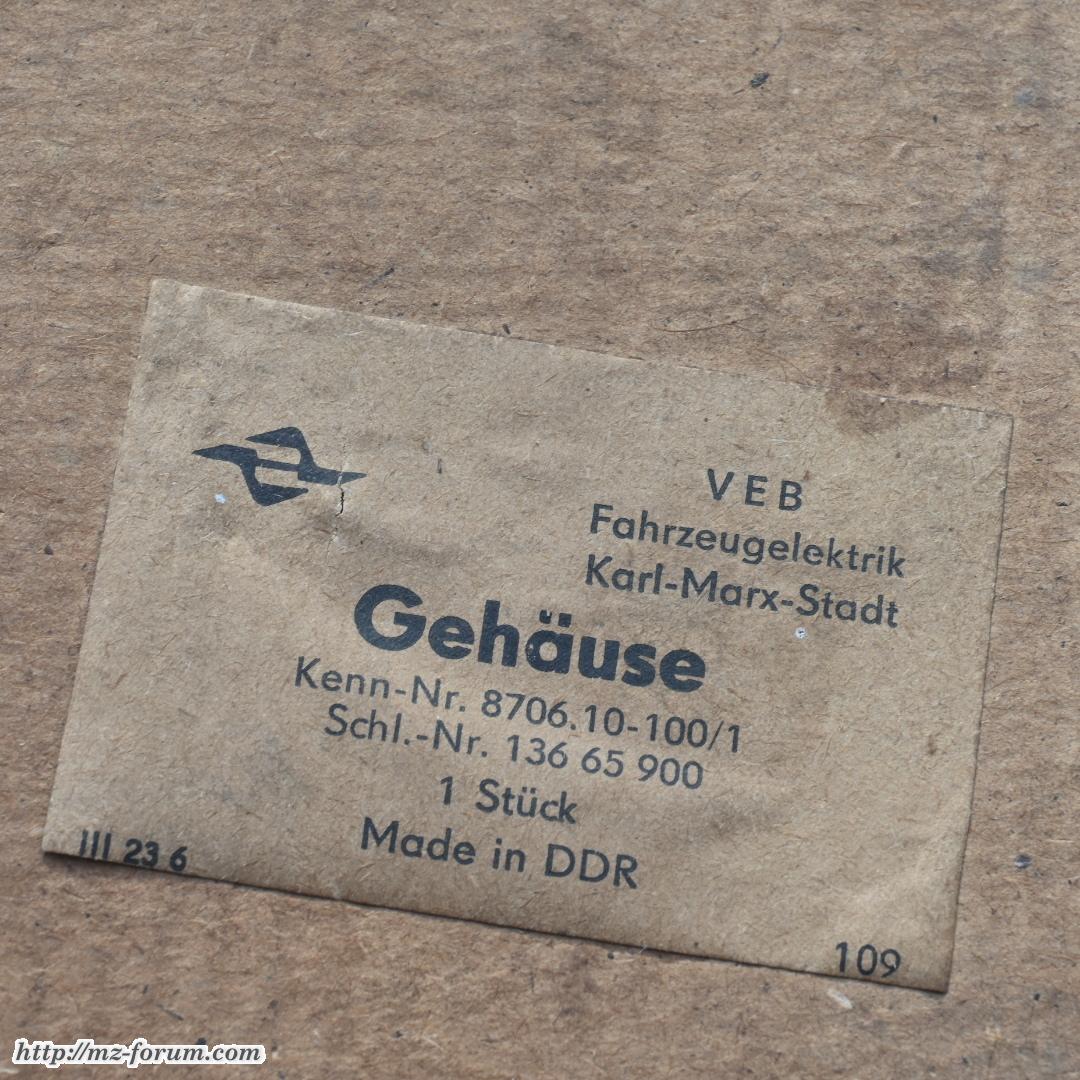 VEB
Fahrzeugelektrik
Karl-Marx-Stadt
Gehäuse
Kenn-Nr. 8706.10-100/1
Schl.-Nr. 136 65 900
1 Stück
Made in DDR
III 23 6
109
http://mz-forum.com